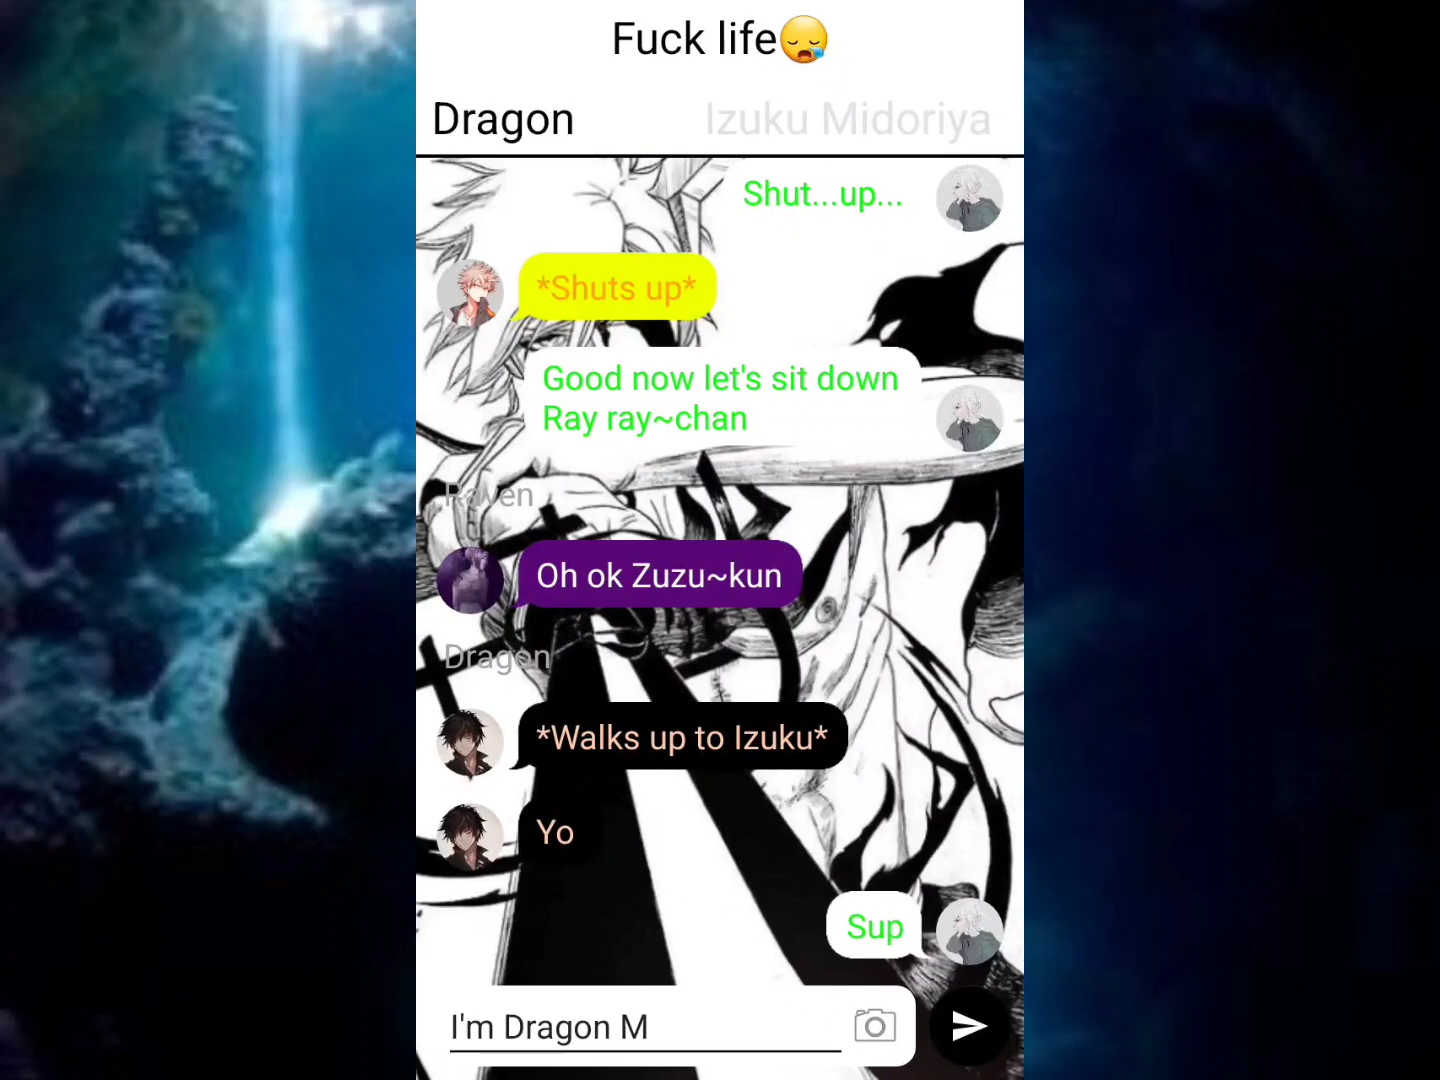 Fuck life😪
Dragon
Izuku Midoriya
Shut...up...
*Shuts up*
Good now let's sit down
Ray ray~chan
Raven
Oh ok Zuzu~kun
Dragon
*Walks up to Izuku*
Yo
Sup
I'm Dragon M